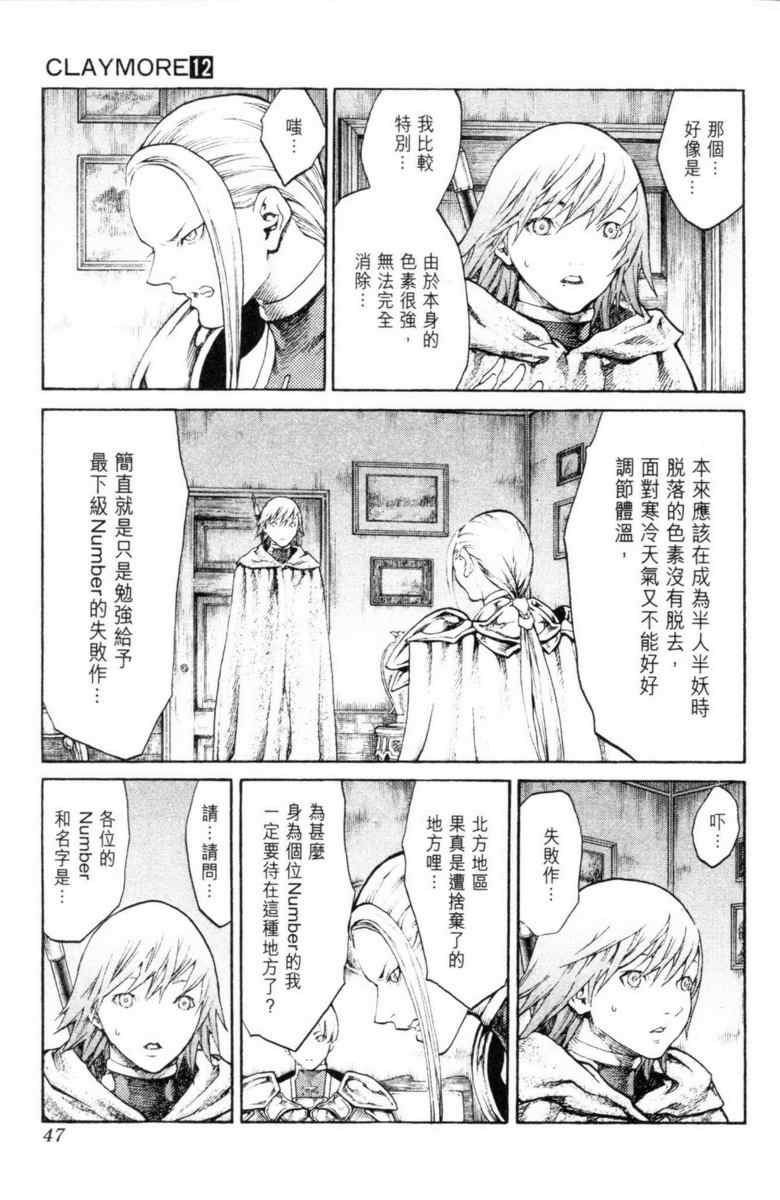 CLAYMORE 12
那個…
好像是…
我比較
特別…
由於本身的
色素很強，
無法完全
消除…
嗤…
本來應該在成為半人半妖時
脫落的色素沒有脫去，
面對寒冷天氣又不能好好
調節體溫，
簡直就是只是勉強給予
最下級Number的失敗作…
吓…
失敗作…
北方地區
果真是遭捨棄了的
地方哩…
為甚麼
身為個位Number的我
一定要待在這種地方了？
請…請問…
各位的
Number
和名字是…
47